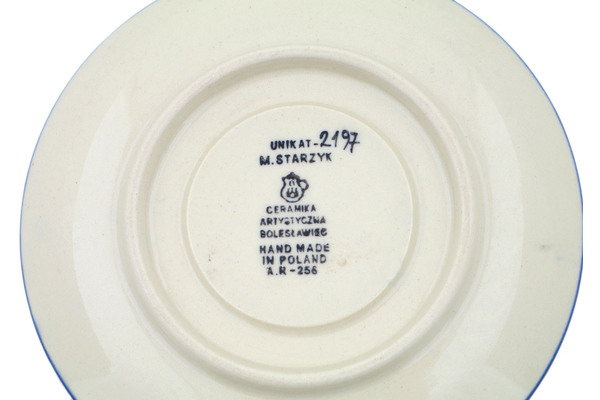 UNIKAT-2197
M.STARZYK
CERAMIKA
ARTYSTYCZNA
BOLESŁAWIEC
HAND MADE
IN POLAND
A.R-256